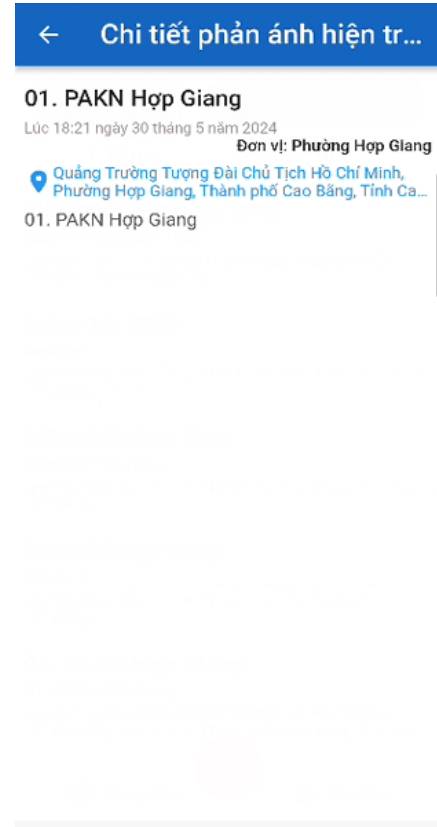 Chi tiết phản ánh hiện tr...
01. PAKN Hợp Giang
Lúc 18:21 ngày 30 tháng 5 năm 2024
Đơn vị: Phường Hợp Giang
Quảng Trường Tượng Đài Chủ Tịch Hồ Chí Minh,
Phường Hợp Giang, Thành phố Cao Bằng, Tỉnh Ca...
01. PAKN Hợp Giang